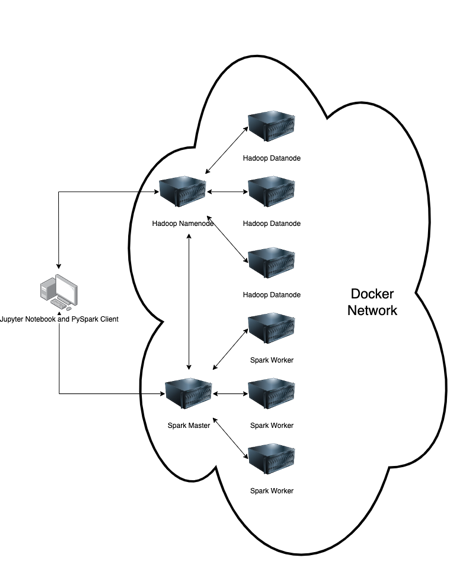 Hadoop Datanode
Hadoop Namenode
Hadoop Datanode
Hadoop Datanode
Docker
Network
Jupyter Notebook and PySpark Client
Spark Worker
Spark Master
Spark Worker
Spark Worker